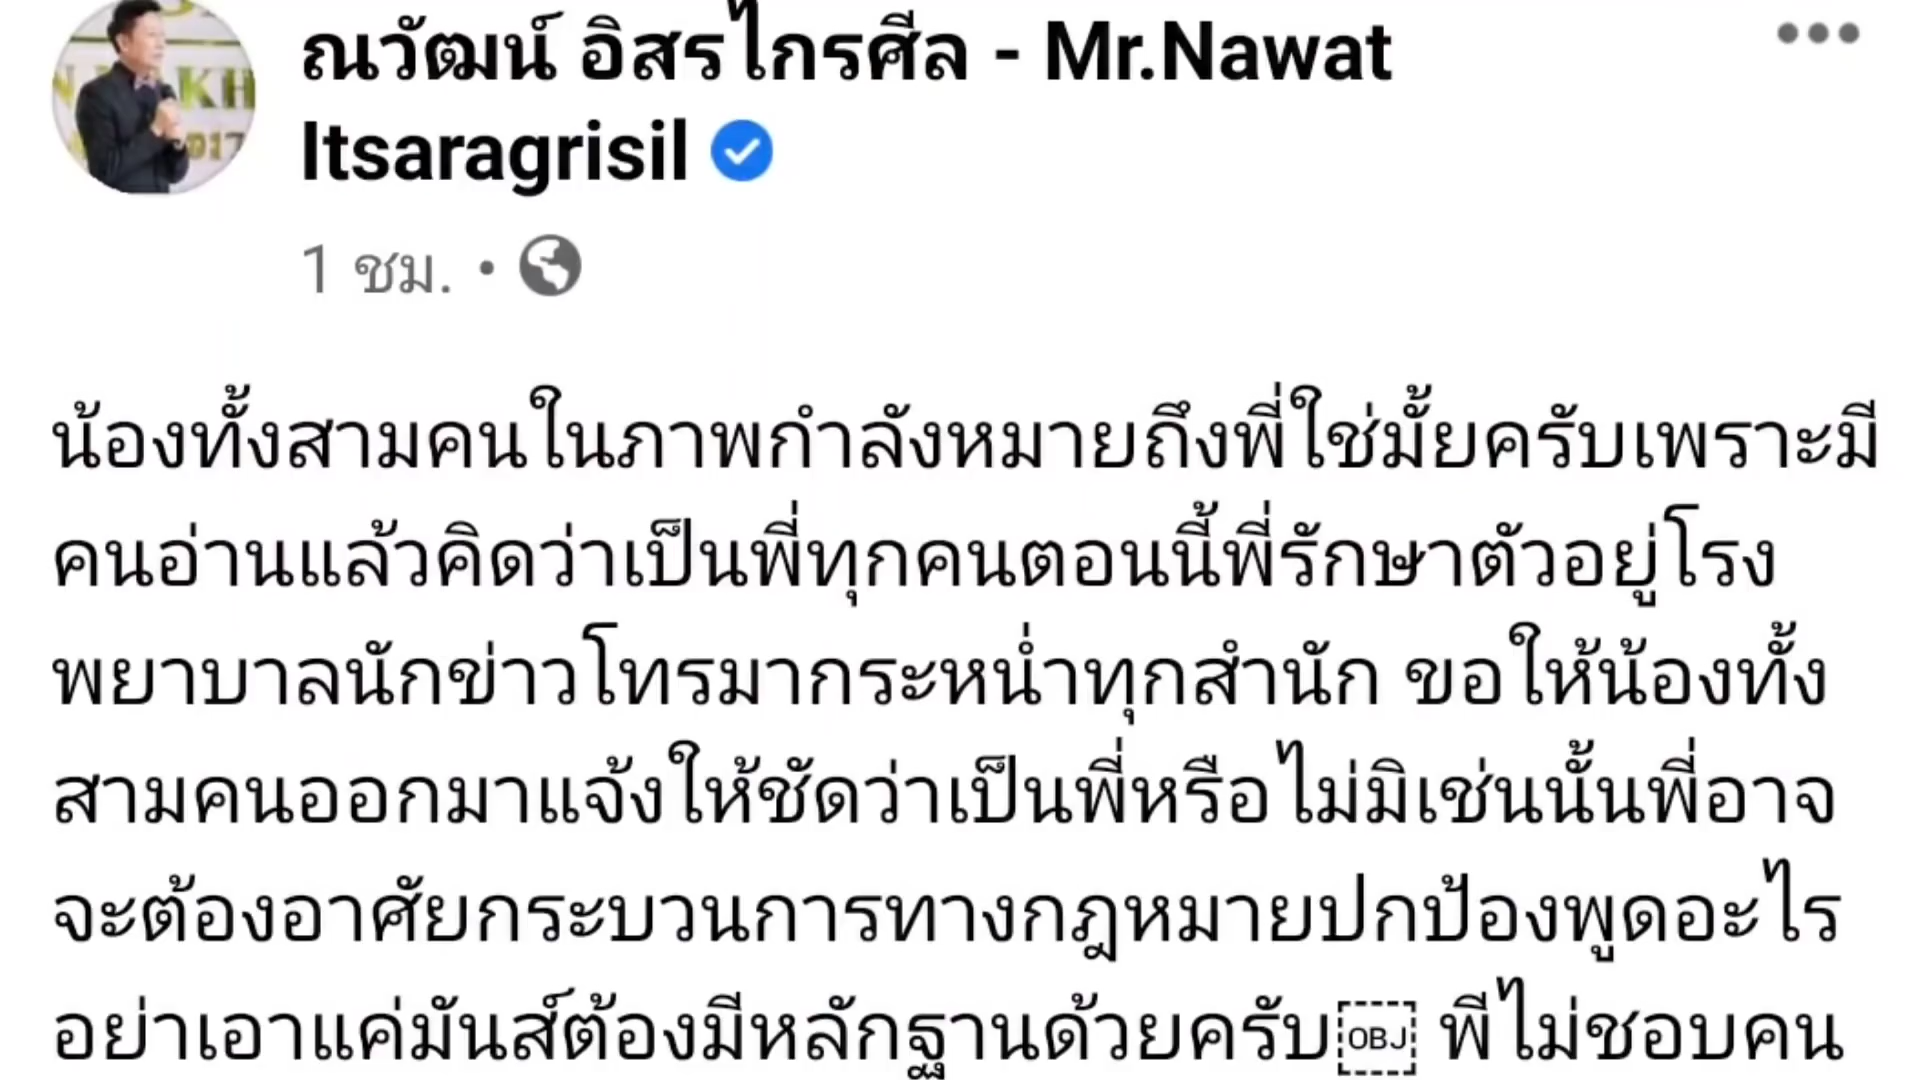 ณวัฒน์ อิสรไกรศีล - Mr.Nawat
Itsaragrisil
1 ชม.
น้องทั้งสามคนในภาพกำลังหมายถึงพี่ใช่มั้ยครับเพราะมี
คนอ่านแล้วคิดว่าเป็นพี่ทุกคนตอนนี้พี่รักษาตัวอยู่โรง
พยาบาลนักข่าวโทรมากระหน่ำทุกสำนัก ขอให้น้องทั้ง
สามคนออกมาแจ้งให้ชัดว่าเป็นพี่หรือไม่มิเช่นนั้นพี่อาจ
จะต้องอาศัยกระบวนการทางกฎหมายปกป้องพูดอะไร
อย่าเอาแค่มันส์ต้องมีหลักฐานด้วยครับ￼ พีไม่ชอบคน